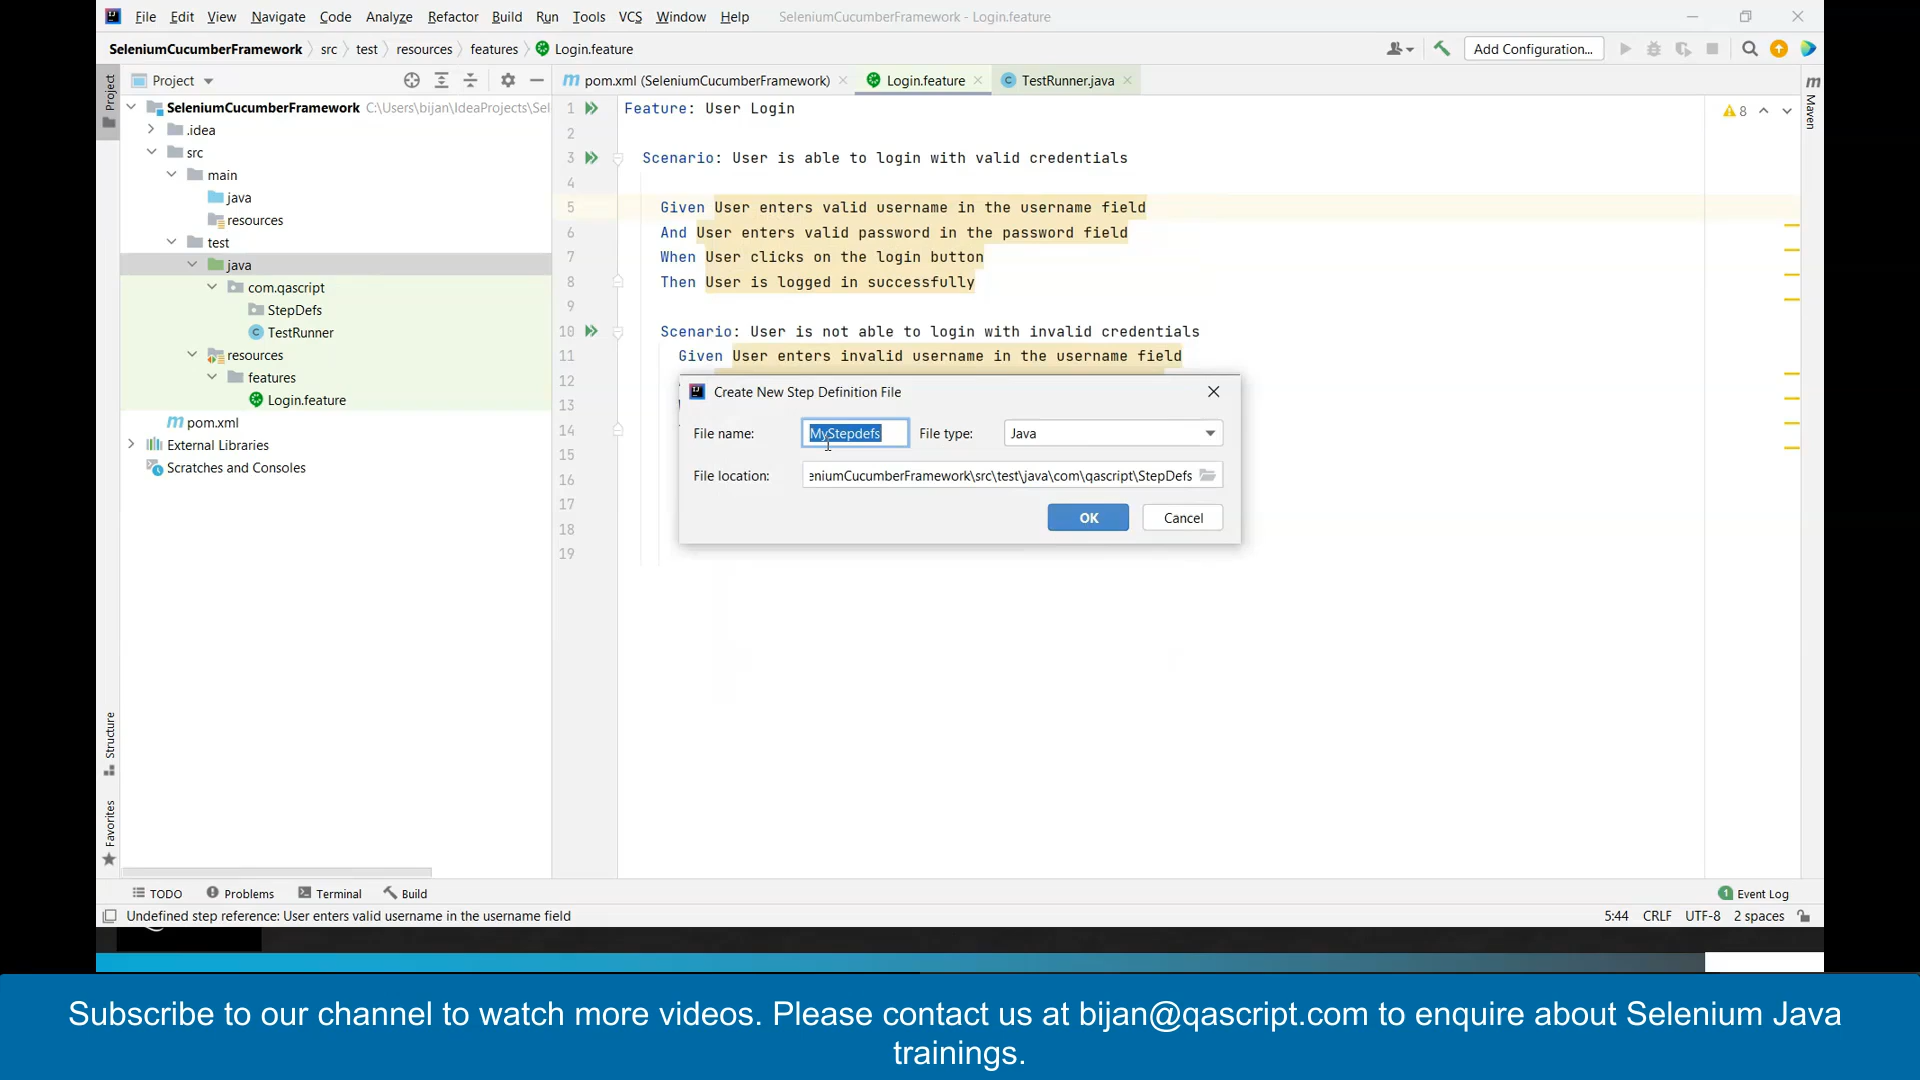 File Edit View Navigate Code Analyze Refactor Build Run Tools VCS Window Help SeleniumCucumberFramework - Login.feature
SeleniumCucumberFramework src test resources features Login.feature Add Configuration...
Project pom.xml (SeleniumCucumberFramework) Login.feature TestRunner.java
Project
Maven
SeleniumCucumberFramework C:\Users\bijan\IdeaProjects\Sel
.idea
src
main
java
resources
test
java
com.qascript
StepDefs
TestRunner
resources
features
Login.feature
pom.xml
External Libraries
Scratches and Consoles
8
1 Feature: User Login
2
3 Scenario: User is able to login with valid credentials
4
5 Given User enters valid username in the username field
6 And User enters valid password in the password field
7 When User clicks on the login button
8 Then User is logged in successfully
9
10 Scenario: User is not able to login with invalid credentials
11 Given User enters invalid username in the username field
12
13
14
15
16
17
18
19
Create New Step Definition File
File name: MyStepdefs File type: Java
File location: eniumCucumberFramework\src\test\java\com\qascript\StepDefs
OK Cancel
Structure
Favorites
TODO Problems Terminal Build 1 Event Log
Undefined step reference: User enters valid username in the username field 5:44 CRLF UTF-8 2 spaces
Subscribe to our channel to watch more videos. Please contact us at bijan@qascript.com to enquire about Selenium Java
trainings.